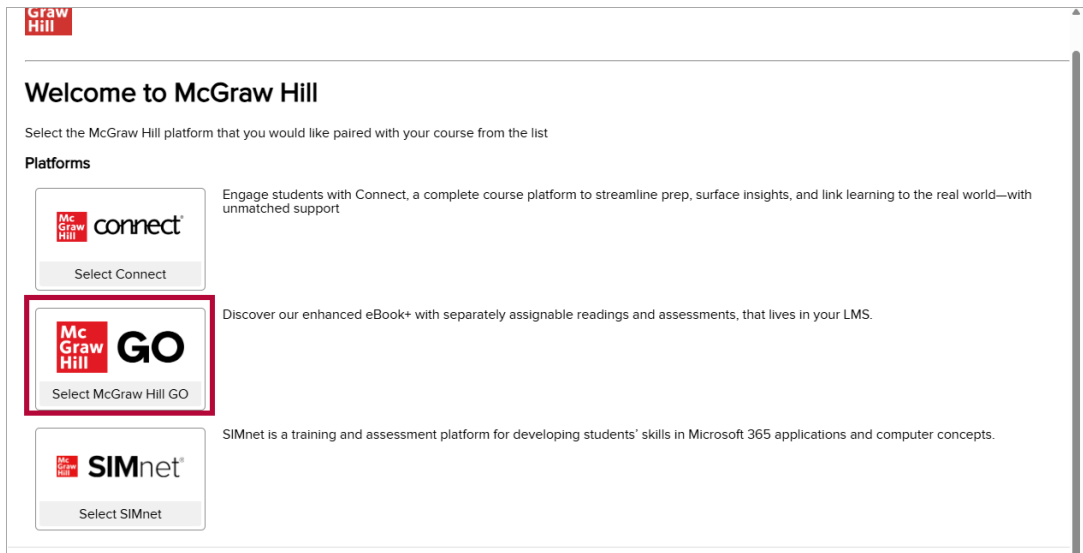 Graw
Hill
Welcome to McGraw Hill
Select the McGraw Hill platform that you would like paired with your course from the list
Platforms
Mc
Graw
Hill
connect®
Select Connect
Engage students with Connect, a complete course platform to streamline prep, surface insights, and link learning to the real world—with
unmatched support
Mc
Graw
Hill
GO
Select McGraw Hill GO
Discover our enhanced eBook+ with separately assignable readings and assessments, that lives in your LMS.
Mc
Graw
Hill
SIMnet®
Select SIMnet
SIMnet is a training and assessment platform for developing students' skills in Microsoft 365 applications and computer concepts.